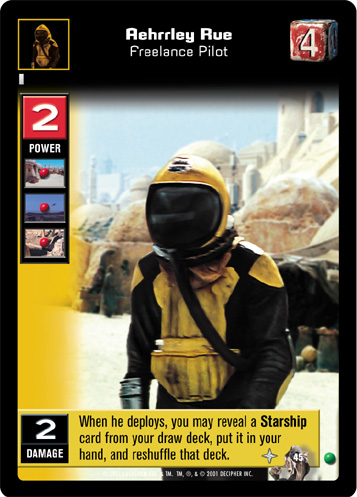 Aehrrley Rue
Freelance Pilot
4
2
POWER
2
DAMAGE
When he deploys, you may reveal a Starship
card from your draw deck, put it in your
hand, and reshuffle that deck.
45
TM, ®, & © 2001 DECIPHER INC.